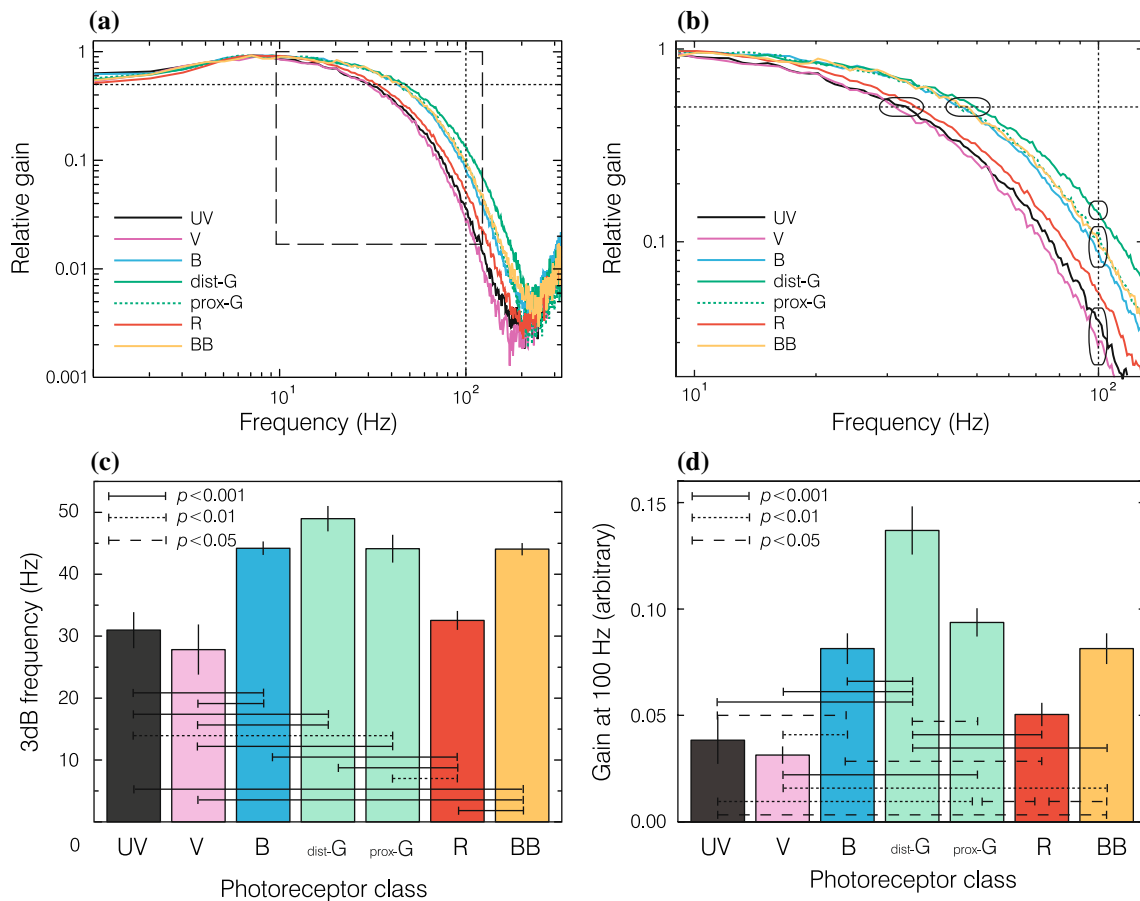 (a)
1
0.1
0.01
0.001
Relative gain
UV
V
B
dist-G
prox-G
R
BB
10¹
10²
Frequency (Hz)
(b)
1
0.1
Relative gain
UV
V
B
dist-G
prox-G
R
BB
10¹
10²
Frequency (Hz)
(c)
p<0.001
p<0.01
p<0.05
50
40
30
20
10
0
3dB frequency (Hz)
UV V B dist-G prox-G R BB
Photoreceptor class
(d)
p<0.001
p<0.01
p<0.05
0.15
0.10
0.05
0.00
Gain at 100 Hz (arbitrary)
UV V B dist-G prox-G R BB
Photoreceptor class